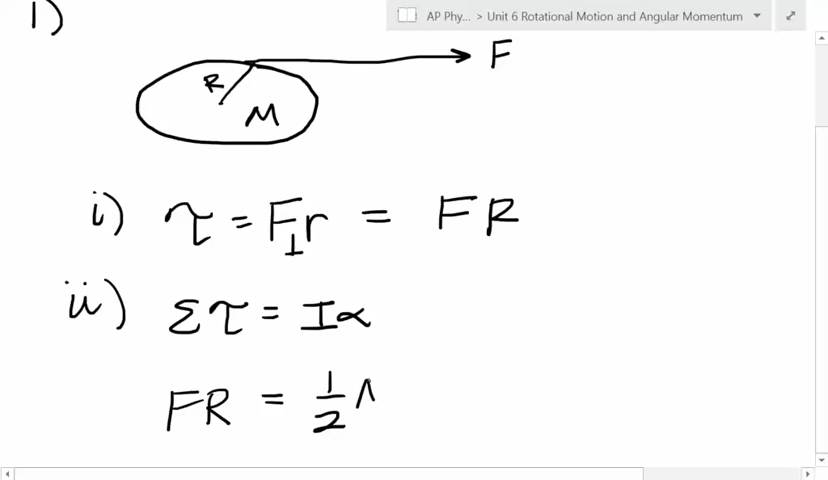 1)
AP Phy... > Unit 6 Rotational Motion and Angular Momentum
F
R
M
i) τ = F⊥r = FR
ii) Στ = Iα
FR = 1/2